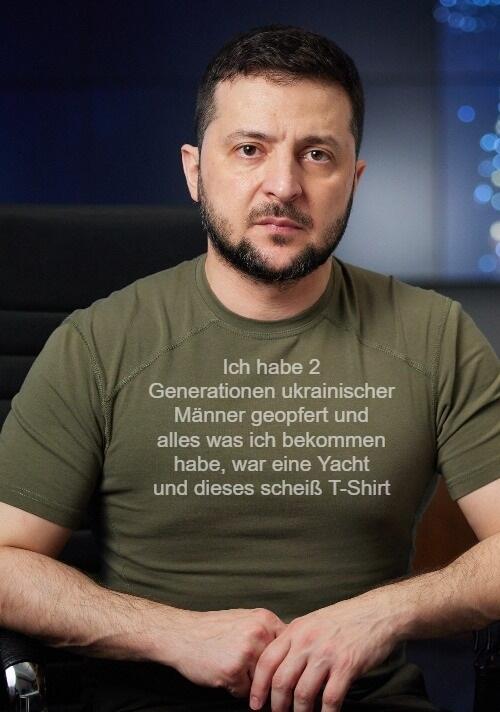 Ich habe 2
Generationen ukrainischer
Männer geopfert und
alles was ich bekommen
habe, war eine Yacht
und dieses scheiß T-Shirt